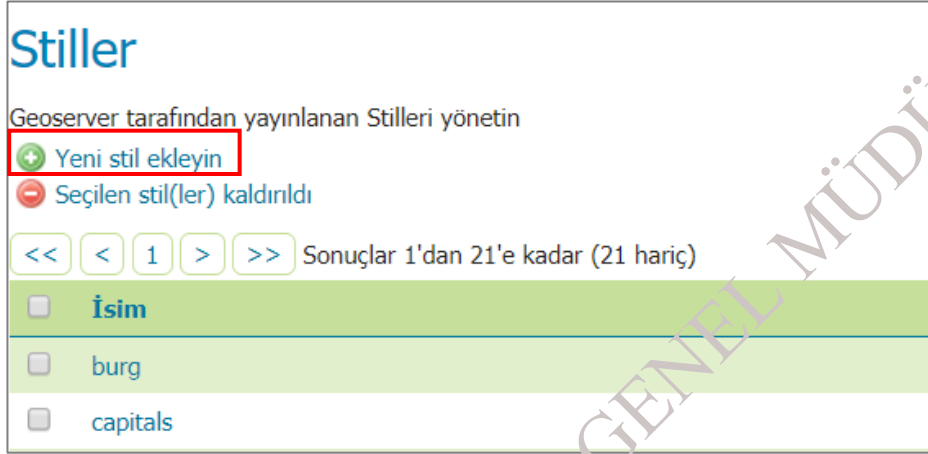 Stiller
Geoserver tarafından yayınlanan Stilleri yönetin
Yeni stil ekleyin
Seçilen stil(ler) kaldırıldı
<< < 1 > >> Sonuçlar 1'dan 21'e kadar (21 hariç)
İsim
burg
capitals
GENEL